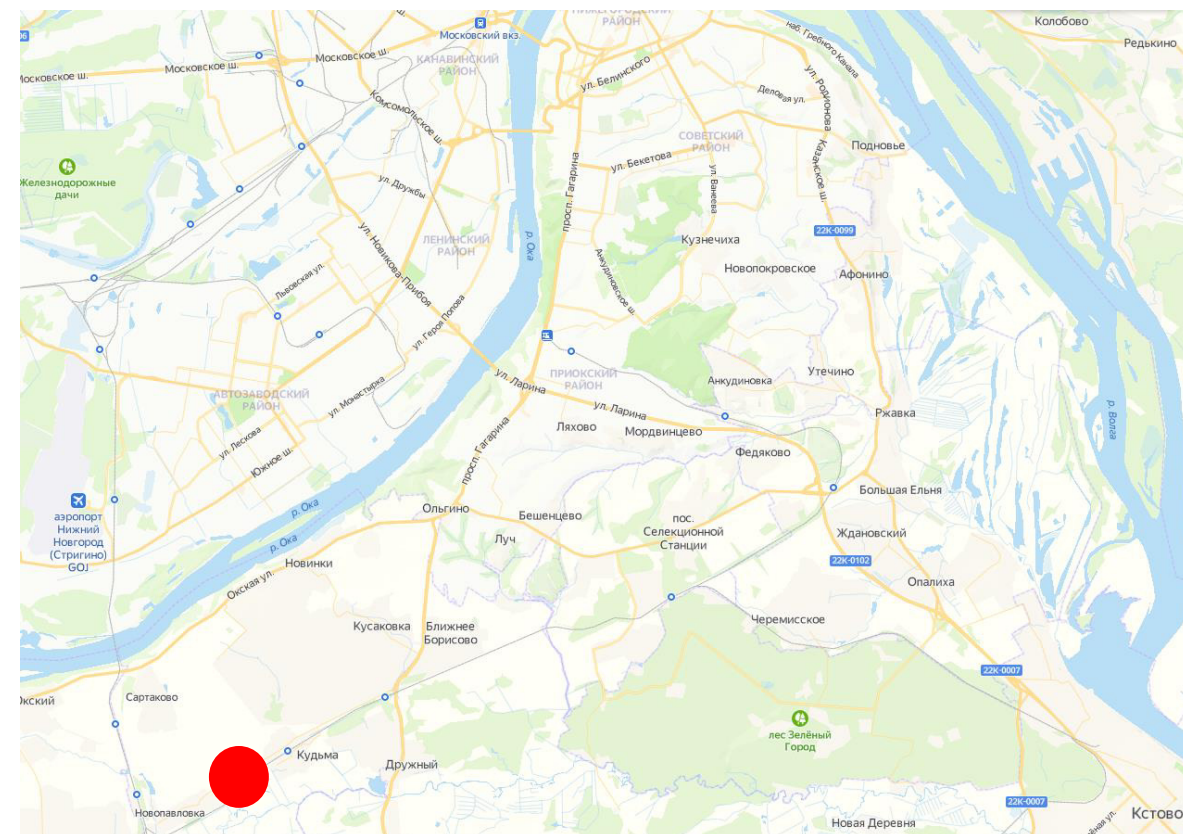 НИЖЕГОРОДСКИЙ
РАЙОН
Колобово
Редькино
Московский вкз.
наб. Гребного Канала
Московское ш.
Московское ш.
Московское ш.
КАНАВИНСКИЙ
РАЙОН
ул. Белинского
Комсомольское ш.
Деловая ул.
ул. Родионова
СОВЕТСКИЙ
РАЙОН
Подновье
Казанское ш.
ул. Бекетова
ул. Ванеева
просп. Гагарина
Железнодорожные
дачи
ул. Дружбы
22К-0099
ЛЕНИНСКИЙ
РАЙОН
р. Ока
Кузнечиха
ул. Новикова-Прибоя
Анкудиновское ш.
Новопокровское
Афонино
Львовская ул.
ул. Героя Попова
ПРИОКСКИЙ
РАЙОН
Утечино
Анкудиновка
ул. Ларина
АВТОЗАВОДСКИЙ
РАЙОН
ул. Монастырка
ул. Ларина
Ржавка
р. Волга
Ляхово
Мордвинцево
ул. Лескова
просп. Гагарина
Федяково
Южное ш.
Большая Ельня
аэропорт
Нижний
Новгород
(Стригино)
GOJ
р. Ока
Ольгино
Бешенцево
пос.
Селекционной
Станции
Луч
Ждановский
р. Ока
Новинки
22К-0102
Окская ул.
Опалиха
Кусаковка
Ближнее
Борисово
Черемисское
22К-0007
Сартаково
лес Зелёный
Город
Кудьма
Дружный
22К-0007
Новопавловка
Новая Деревня
Кстово